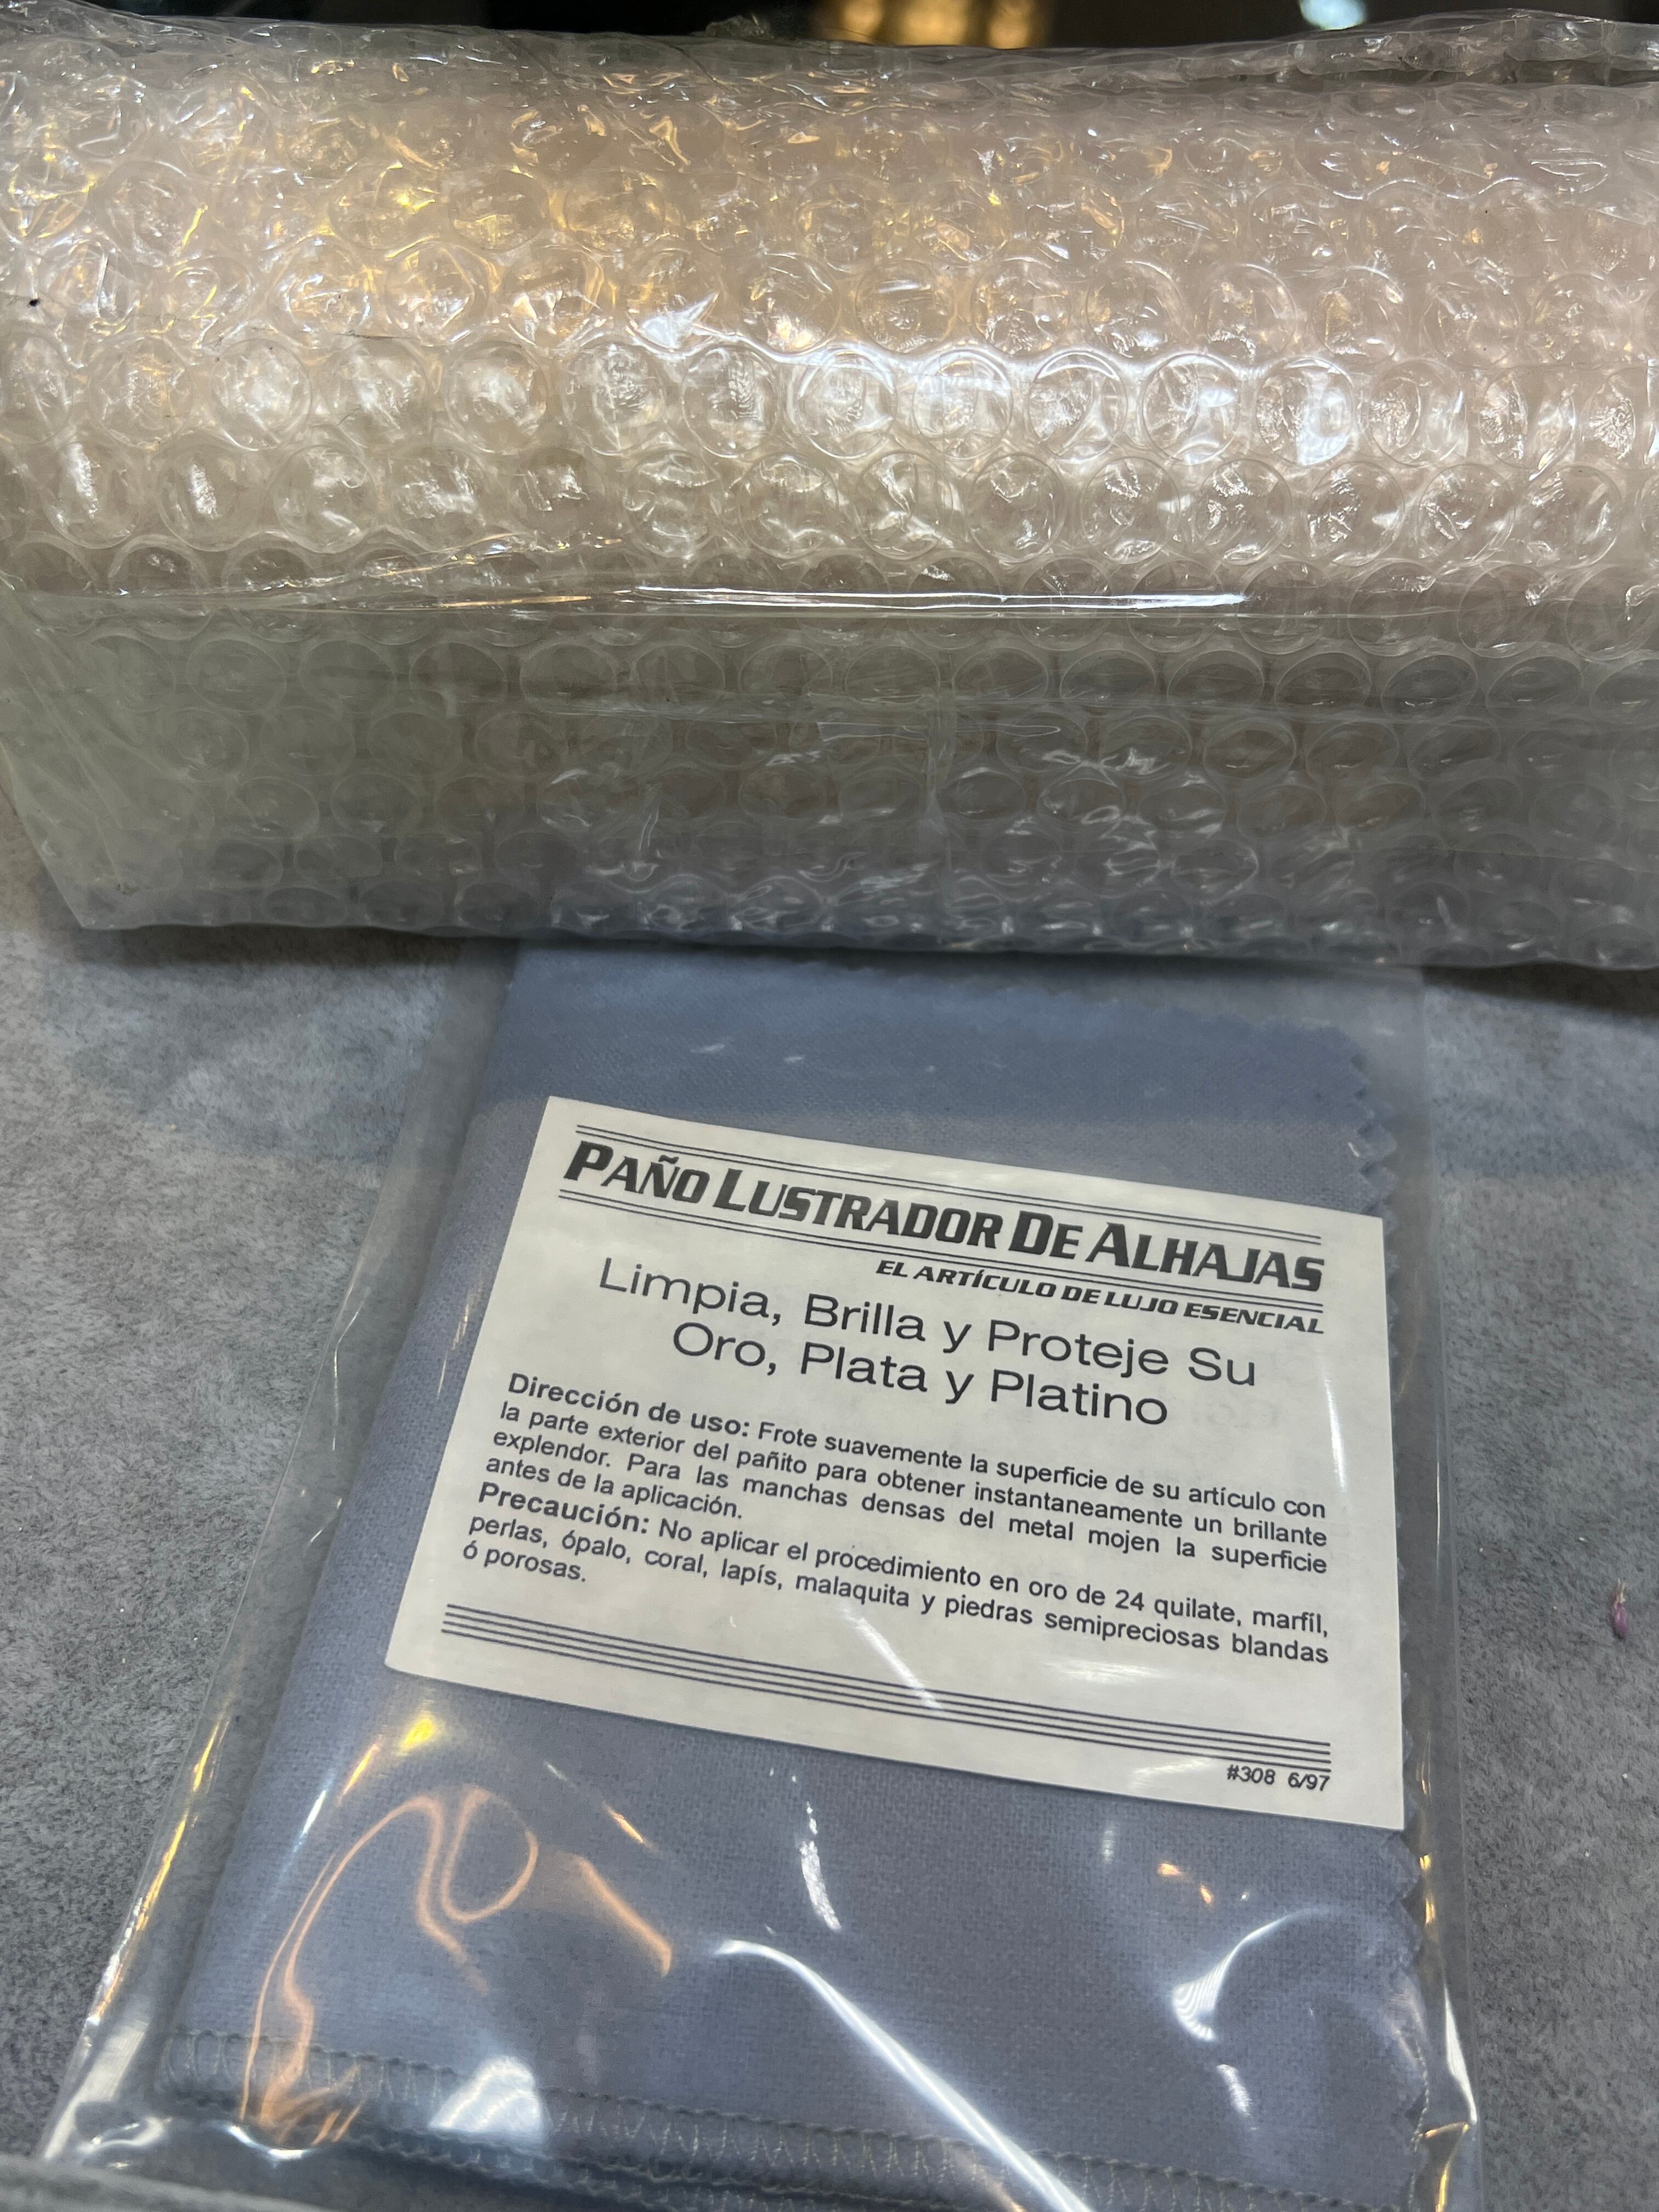 PAÑO LUSTRADOR DE ALHAJAS
EL ARTÍCULO DE LUJO ESENCIAL
Limpia, Brilla y Proteje Su
Oro, Plata y Platino
Dirección de uso: Frote suavemente la superficie de su artículo con
la parte exterior del pañito para obtener instantaneamente un brillante
explendor. Para las manchas densas del metal mojen la superficie
antes de la aplicación.
Precaución: No aplicar el procedimiento en oro de 24 quilate, marfíl,
perlas, ópalo, coral, lapís, malaquita y piedras semipreciosas blandas
ó porosas.
#308 6/97